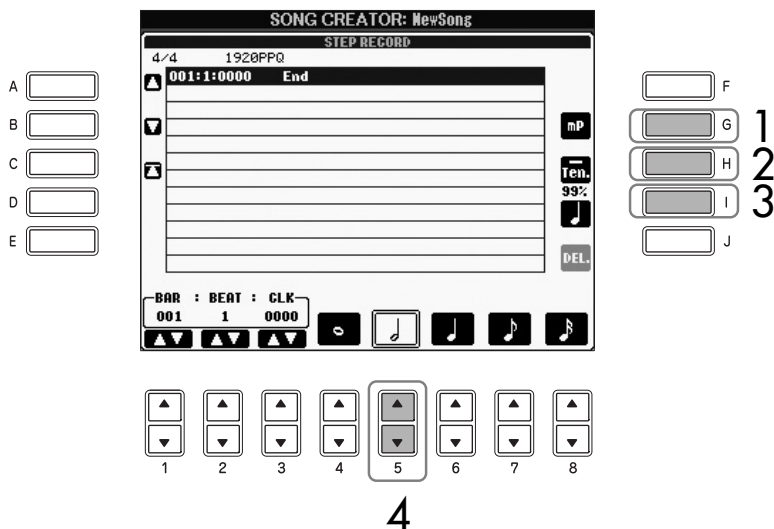 SONG CREATOR: NewSong
STEP RECORD
4/4 1920PPQ
001:1:0000 End
A
B
C
D
E
F
G 1
H 2
I 3
J
mP
Ten.
99%
DEL.
BAR : BEAT : CLK
001 1 0000
1 2 3 4 5 6 7 8
4